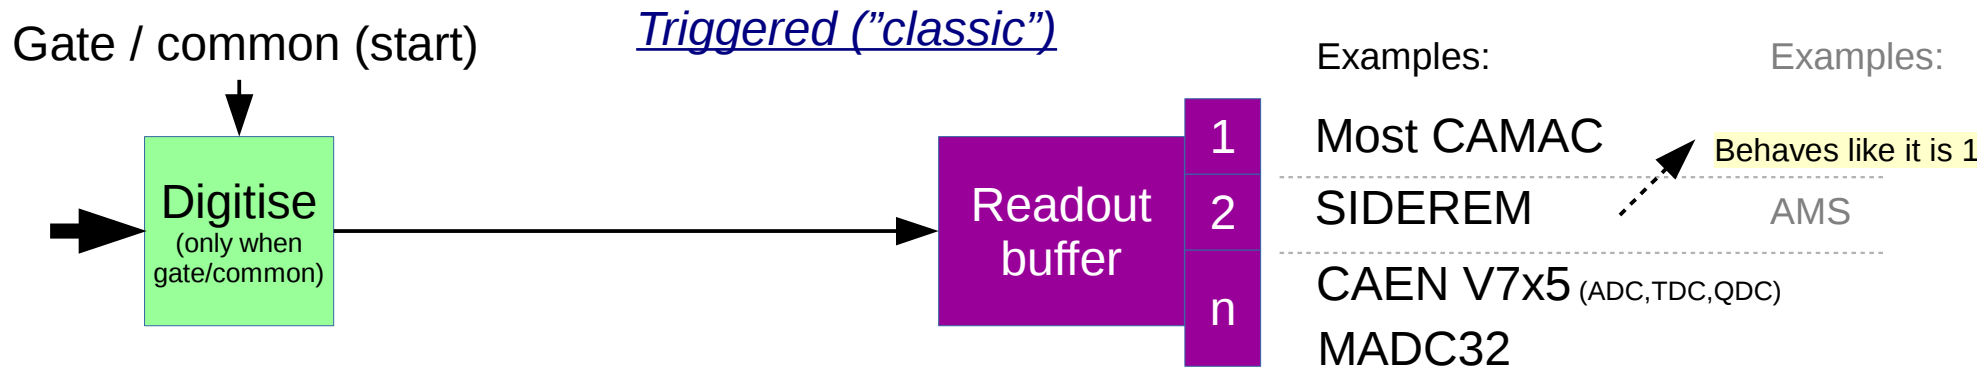 Gate / common (start)
Triggered (”classic”)
Digitise
(only when
gate/common)
Readout
buffer
1
2
n
Examples:
Examples:
Most CAMAC
Behaves like it is 1
SIDEREM
AMS
CAEN V7x5 (ADC,TDC,QDC)
MADC32